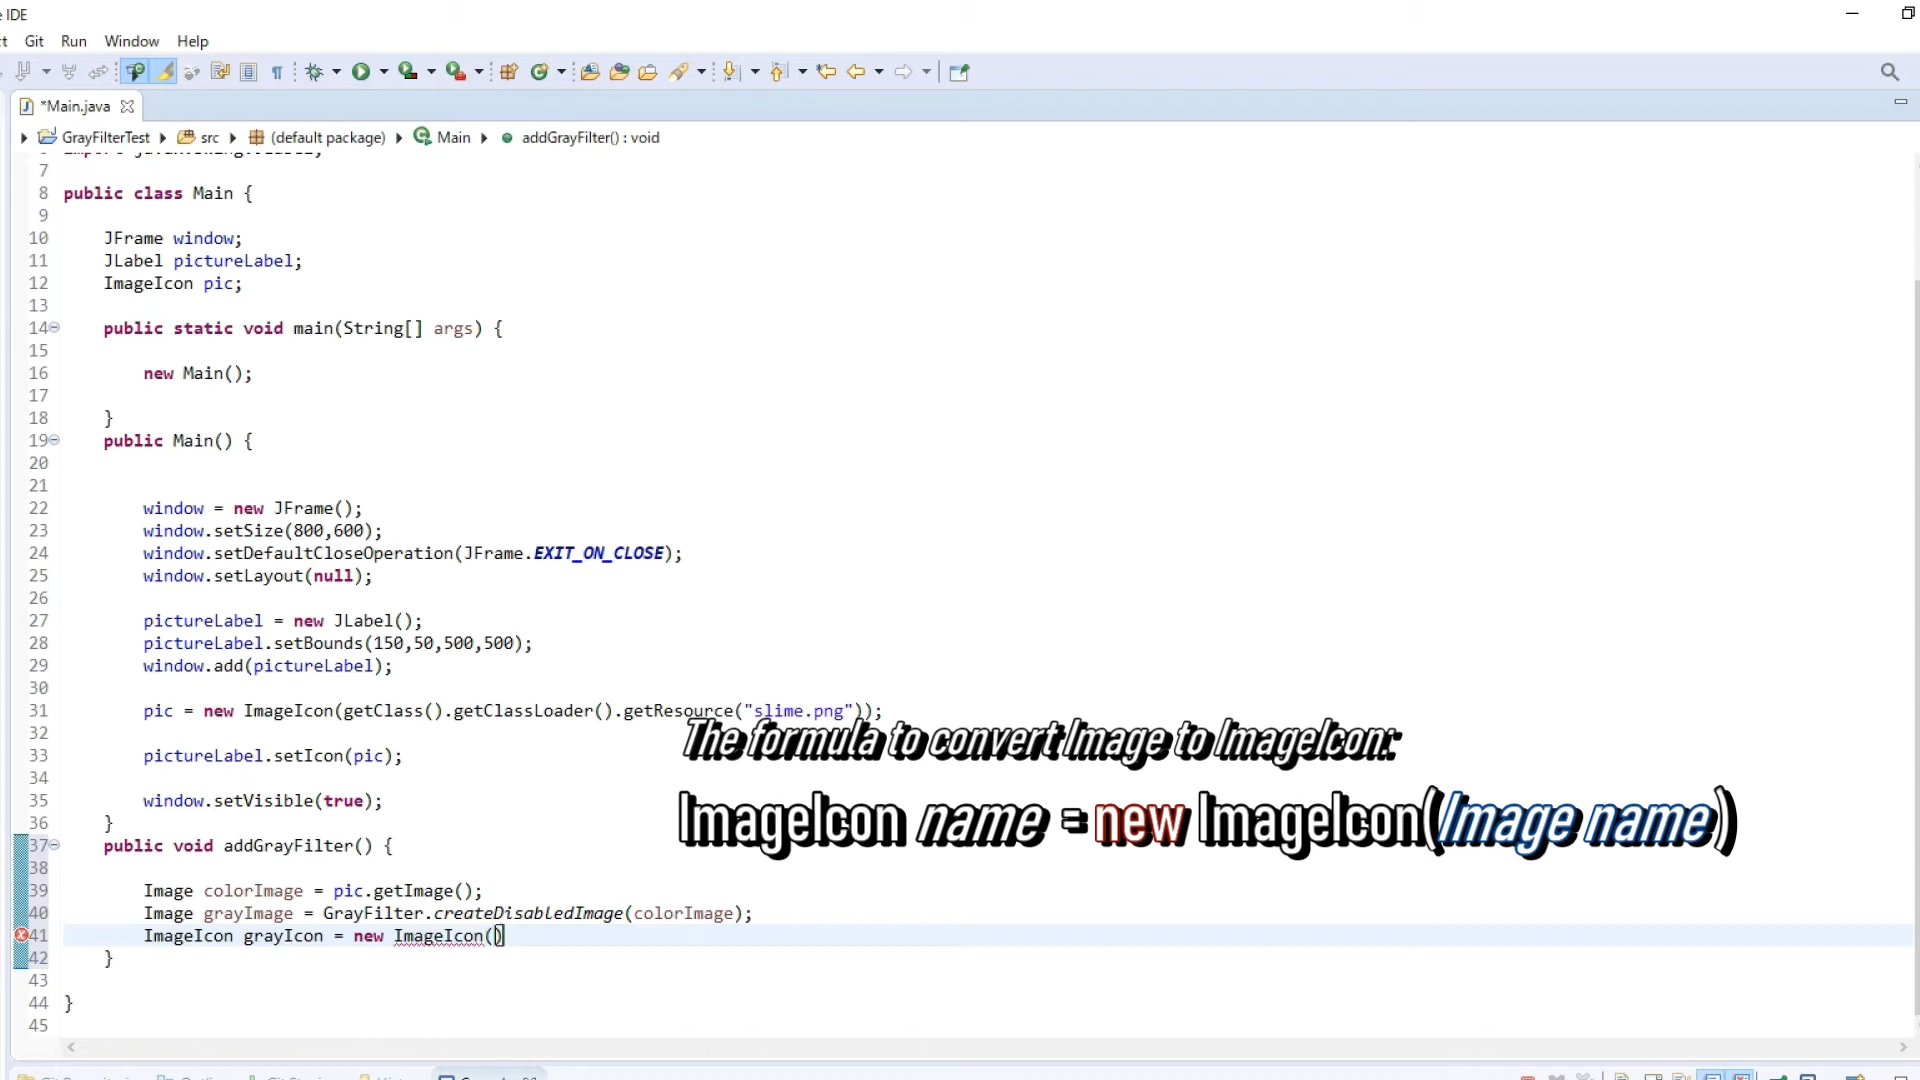 e IDE
ct Git Run Window Help
*Main.java
GrayFilterTest src (default package) Main addGrayFilter() : void
7
8 public class Main {
9
10 JFrame window;
11 JLabel pictureLabel;
12 ImageIcon pic;
13
14 public static void main(String[] args) {
15
16 new Main();
17
18 }
19 public Main() {
20
21
22 window = new JFrame();
23 window.setSize(800,600);
24 window.setDefaultCloseOperation(JFrame.EXIT_ON_CLOSE);
25 window.setLayout(null);
26
27 pictureLabel = new JLabel();
28 pictureLabel.setBounds(150,50,500,500);
29 window.add(pictureLabel);
30
31 pic = new ImageIcon(getClass().getClassLoader().getResource("slime.png"));
32
The formula to convert Image to ImageIcon:
33 pictureLabel.setIcon(pic);
34
35 window.setVisible(true);
36 }
ImageIcon name = new ImageIcon(Image name)
37 public void addGrayFilter() {
38
39 Image colorImage = pic.getImage();
40 Image grayImage = GrayFilter.createDisabledImage(colorImage);
41 ImageIcon grayIcon = new ImageIcon()
42 }
43
44 }
45